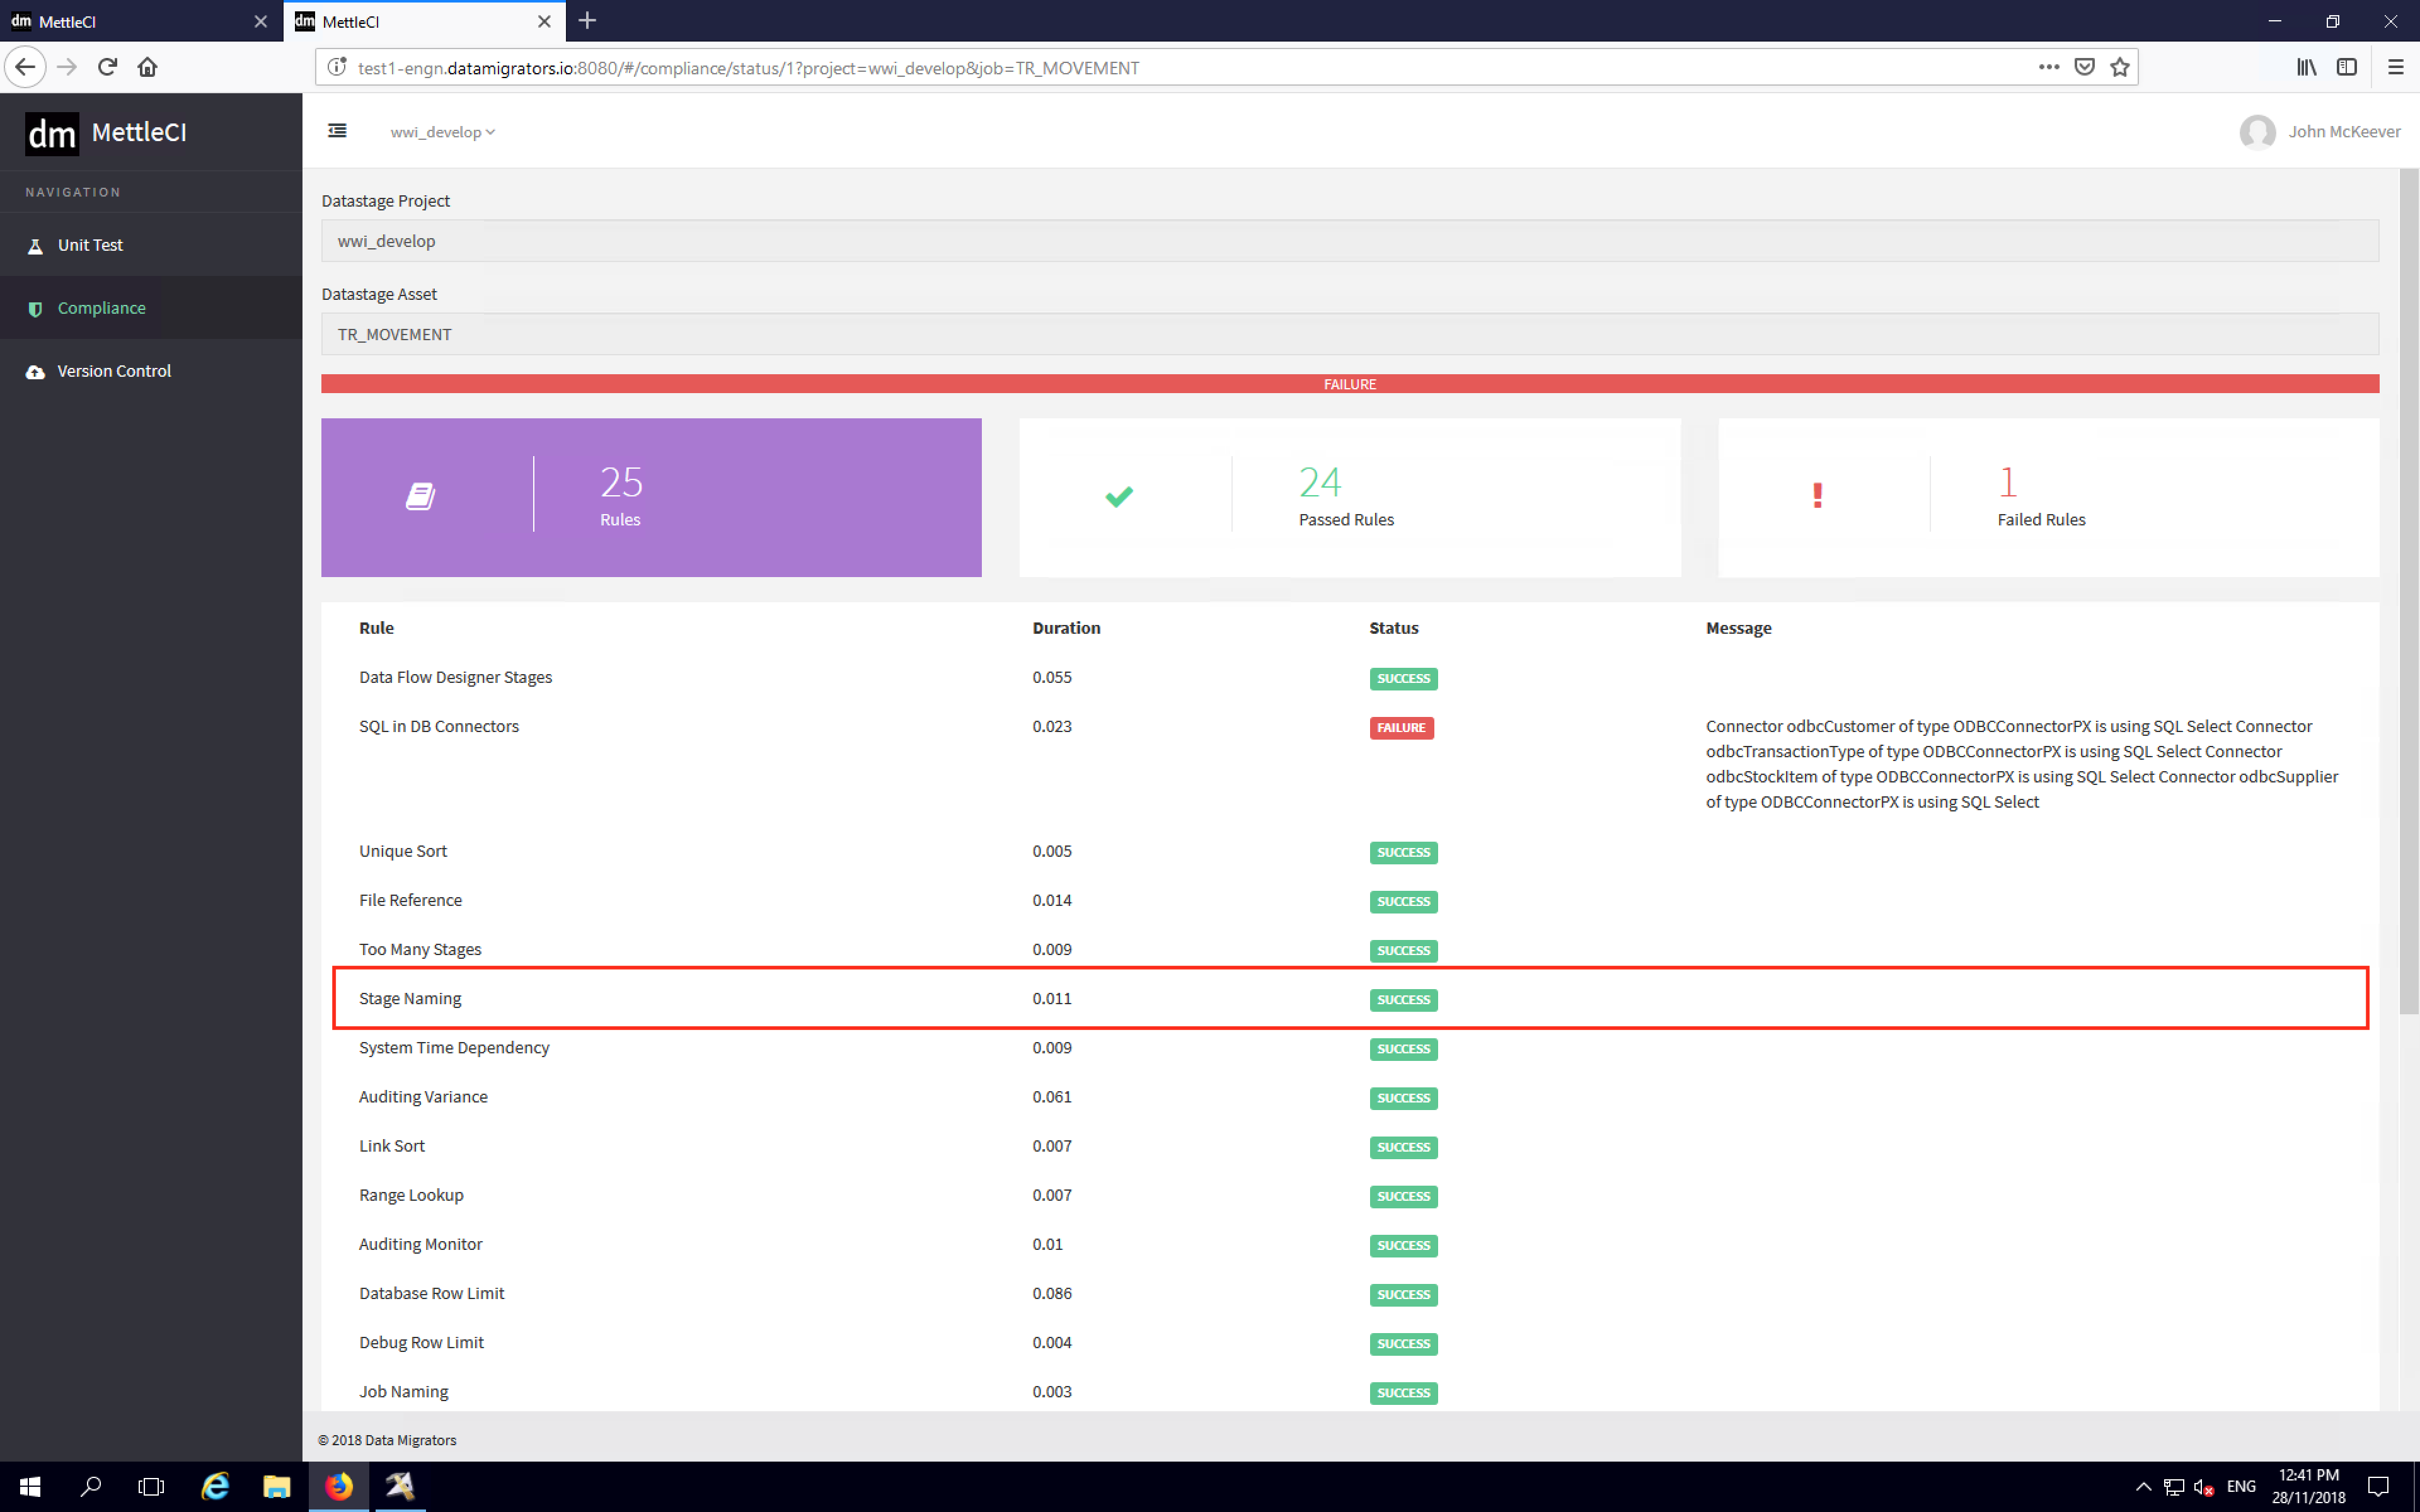 dm MettleCI
dm MettleCI
test1-engn.datamigrators.io:8080/#/compliance/status/1?project=wwi_develop&job=TR_MOVEMENT
dm MettleCI
wwi_develop
John McKeever
NAVIGATION
Unit Test
Compliance
Version Control
Datastage Project
wwi_develop
Datastage Asset
TR_MOVEMENT
FAILURE
25
Rules
24
Passed Rules
1
Failed Rules
Rule Duration Status Message
Data Flow Designer Stages 0.055 SUCCESS
SQL in DB Connectors 0.023 FAILURE Connector odbcCustomer of type ODBCConnectorPX is using SQL Select Connector
odbcTransactionType of type ODBCConnectorPX is using SQL Select Connector
odbcStockItem of type ODBCConnectorPX is using SQL Select Connector odbcSupplier
of type ODBCConnectorPX is using SQL Select
Unique Sort 0.005 SUCCESS
File Reference 0.014 SUCCESS
Too Many Stages 0.009 SUCCESS
Stage Naming 0.011 SUCCESS
System Time Dependency 0.009 SUCCESS
Auditing Variance 0.061 SUCCESS
Link Sort 0.007 SUCCESS
Range Lookup 0.007 SUCCESS
Auditing Monitor 0.01 SUCCESS
Database Row Limit 0.086 SUCCESS
Debug Row Limit 0.004 SUCCESS
Job Naming 0.003 SUCCESS
© 2018 Data Migrators
ENG
12:41 PM
28/11/2018